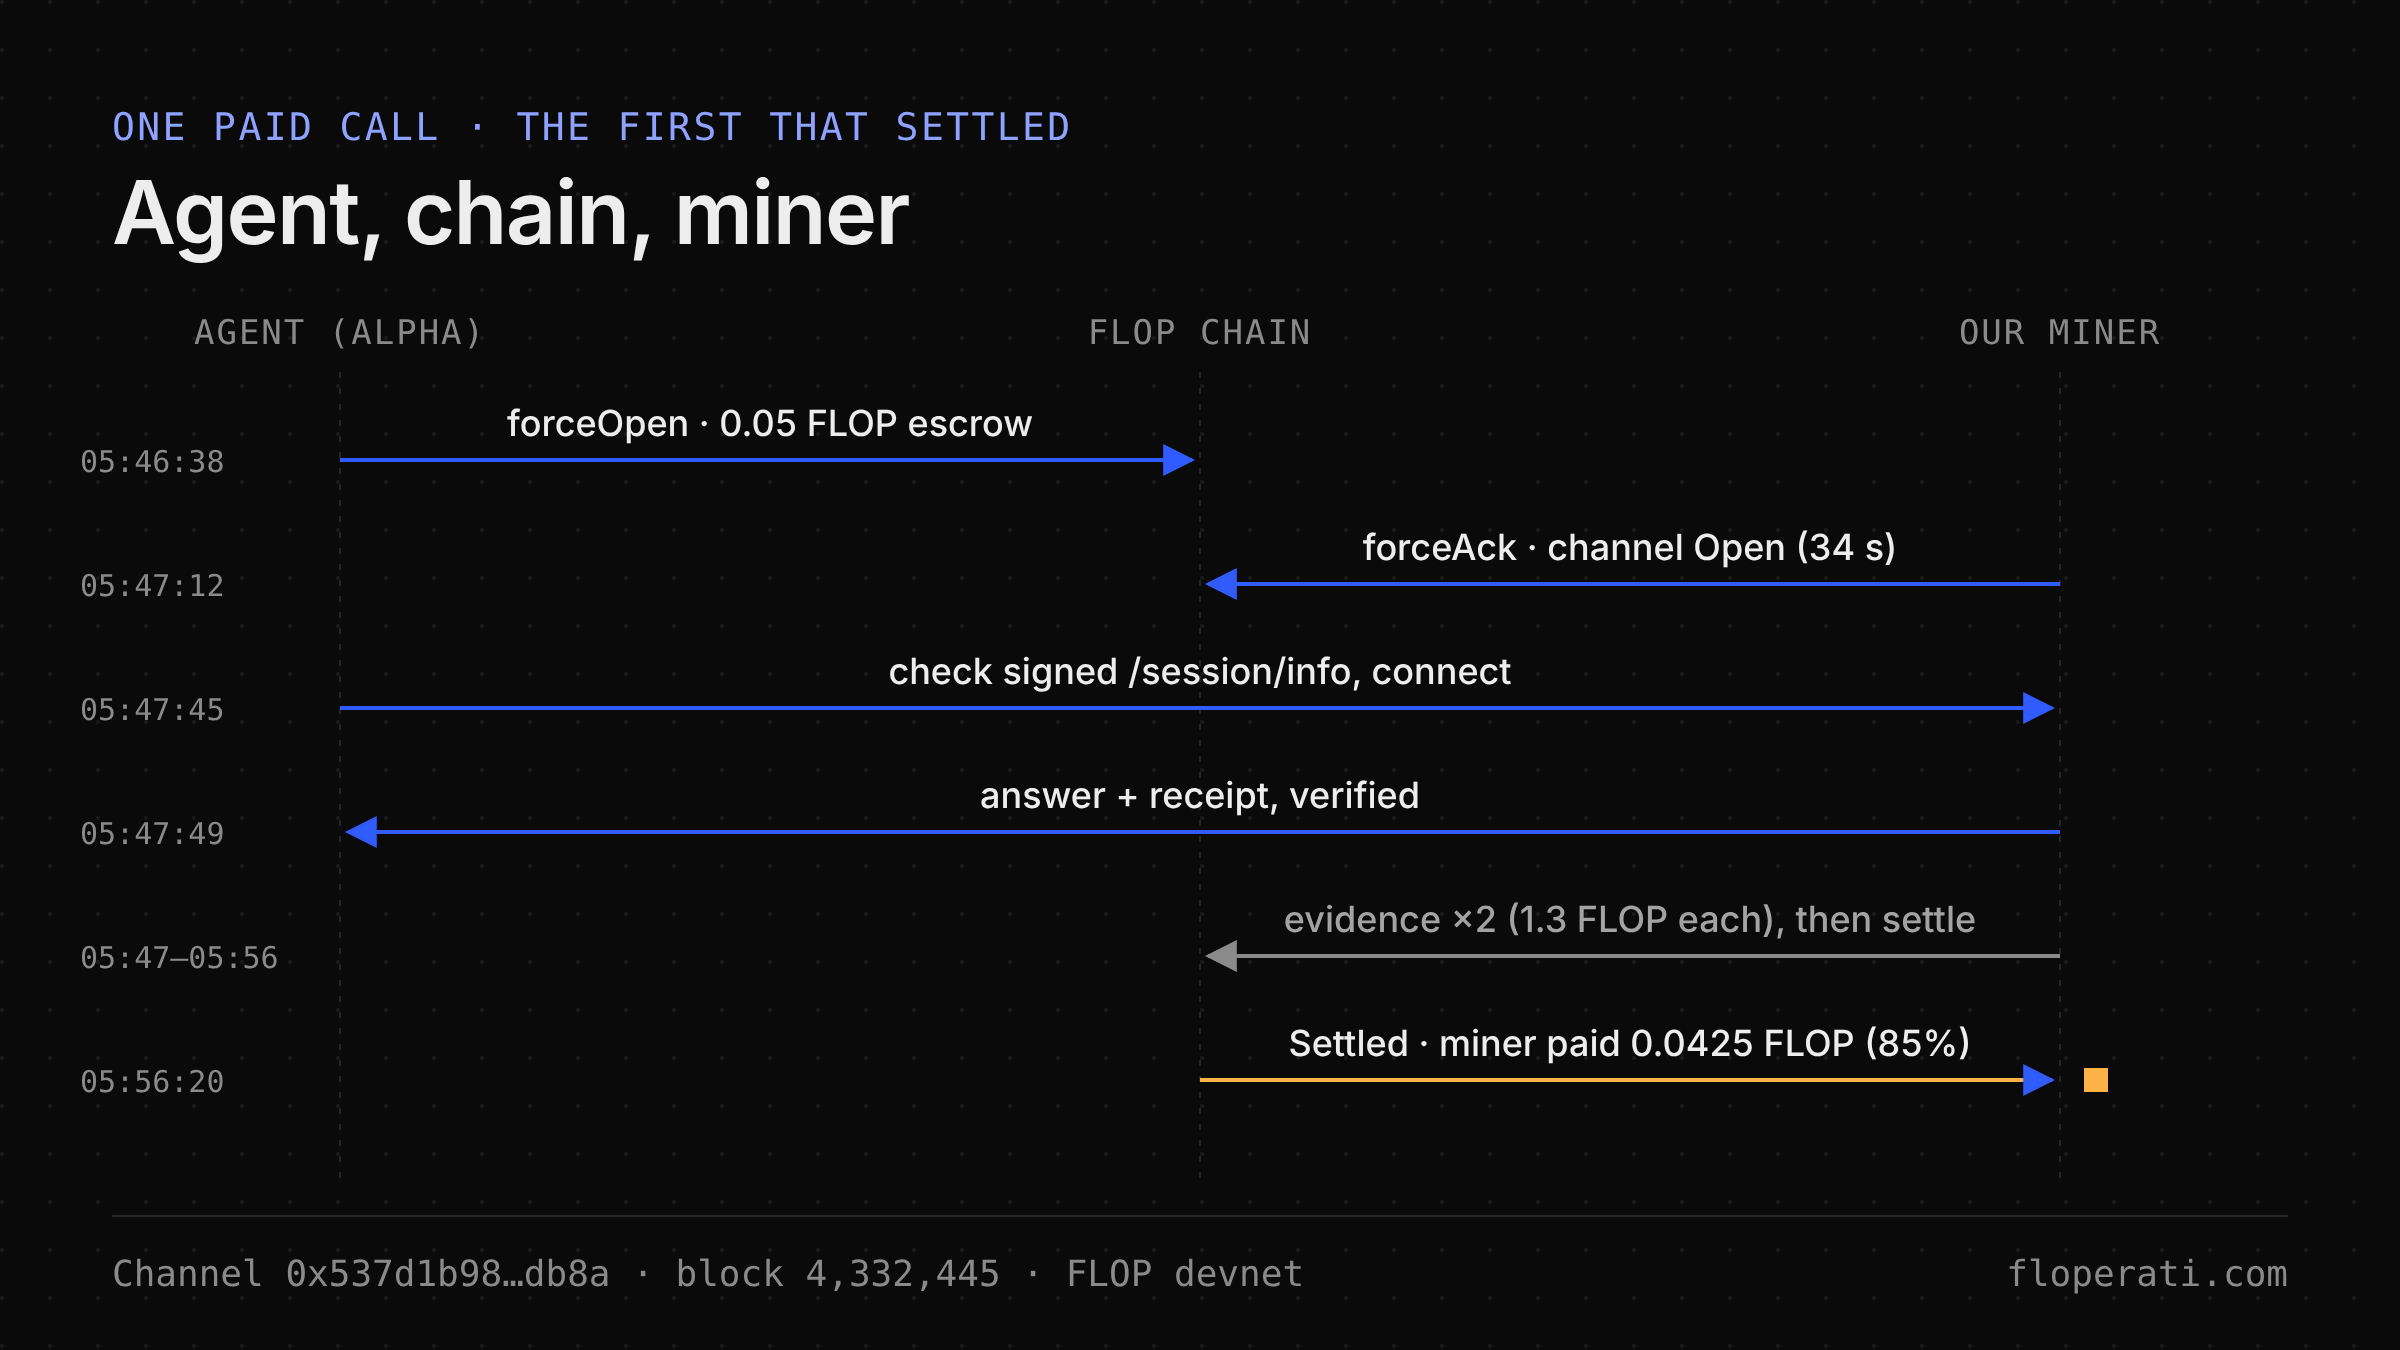 ONE PAID CALL · THE FIRST THAT SETTLED
Agent, chain, miner
AGENT (ALPHA)
FLOP CHAIN
OUR MINER
forceOpen · 0.05 FLOP escrow
05:46:38
forceAck · channel Open (34 s)
05:47:12
check signed /session/info, connect
05:47:45
answer + receipt, verified
05:47:49
evidence ×2 (1.3 FLOP each), then settle
05:47–05:56
Settled · miner paid 0.0425 FLOP (85%)
05:56:20
Channel 0x537d1b98…db8a · block 4,332,445 · FLOP devnet
floperati.com